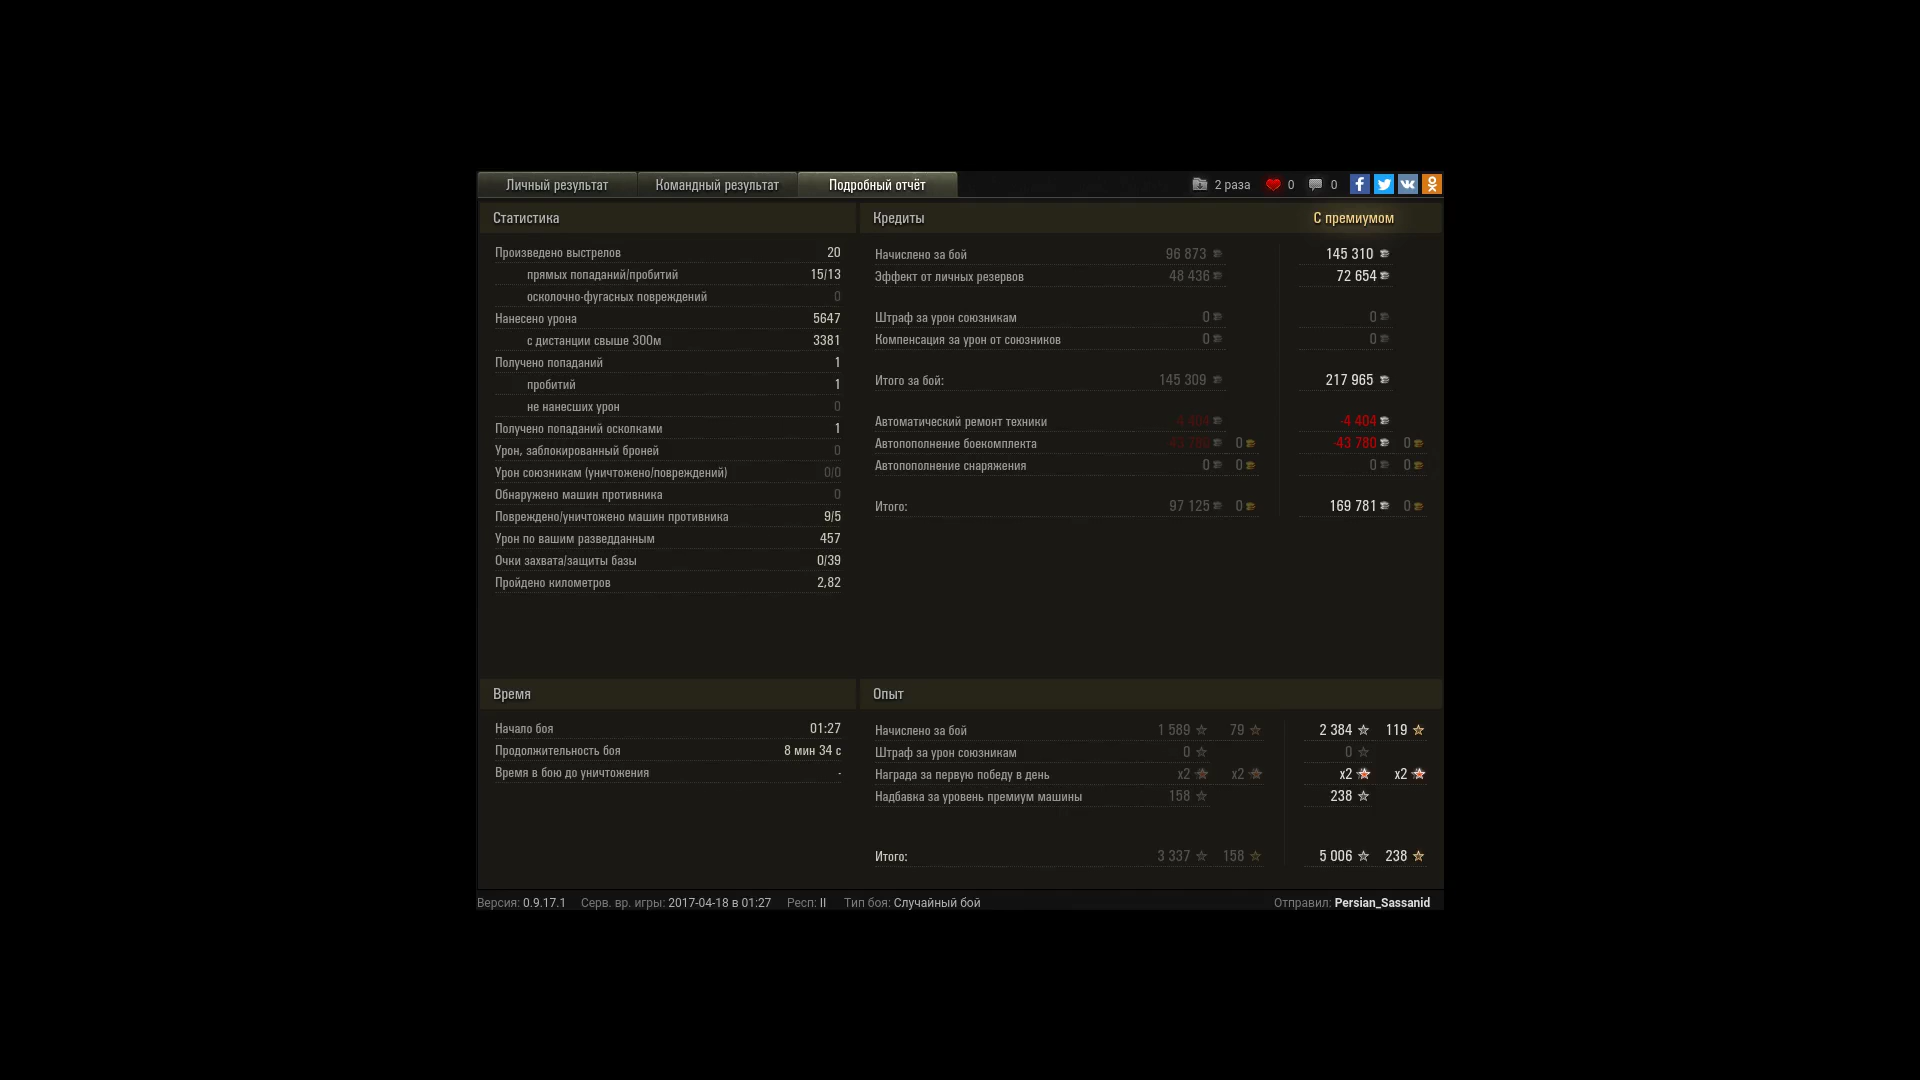 Личный результат Командный результат Подробный отчёт 2 раза 0 0
Статистика
Произведено выстрелов 20
прямых попаданий/пробитий 15/13
осколочно-фугасных повреждений 0
Нанесено урона 5647
с дистанции свыше 300м 3381
Получено попаданий 1
пробитий 1
не нанесших урон 0
Получено попаданий осколками 1
Урон, заблокированный броней 0
Урон союзникам (уничтожено/повреждений) 0/0
Обнаружено машин противника 0
Повреждено/уничтожено машин противника 9/5
Урон по вашим разведданным 457
Очки захвата/защиты базы 0/39
Пройдено километров 2,82
Кредиты С премиумом
Начислено за бой 96 873 145 310
Эффект от личных резервов 48 436 72 654
Штраф за урон союзникам 0 0
Компенсация за урон от союзников 0 0
Итого за бой: 145 309 217 965
Автоматический ремонт техники -4 404 -4 404
Автопополнение боекомплекта -43 780 0 -43 780 0
Автопополнение снаряжения 0 0 0 0
Итого: 97 125 0 169 781 0
Время
Начало боя 01:27
Продолжительность боя 8 мин 34 с
Время в бою до уничтожения -
Опыт
Начислено за бой 1 589 79 2 384 119
Штраф за урон союзникам 0 0
Награда за первую победу в день x2 x2 x2 x2
Надбавка за уровень премиум машины 158 238
Итого: 3 337 158 5 006 238
Версия: 0.9.17.1 Серв. вр. игры: 2017-04-18 в 01:27 Респ: II Тип боя: Случайный бой Отправил: Persian_Sassanid